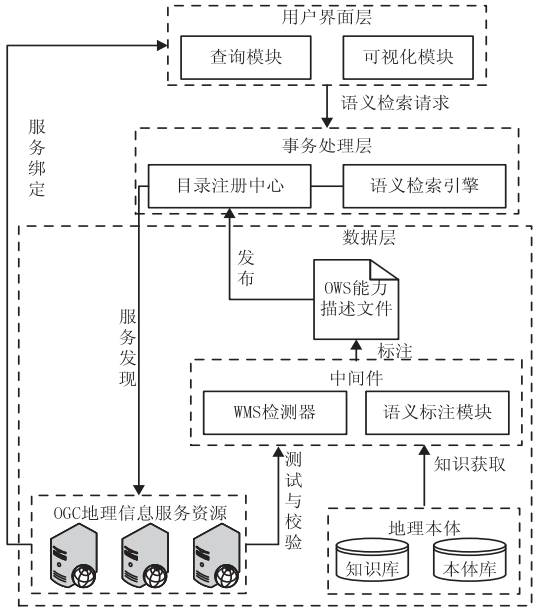 用户界面层
查询模块
可视化模块
语义检索请求
服务绑定
事务处理层
目录注册中心
语义检索引擎
数据层
发布
OWS能力
描述文件
服务发现
标注
中间件
WMS检测器
语义标注模块
测试与校验
知识获取
OGC地理信息服务资源
地理本体
知识库
本体库